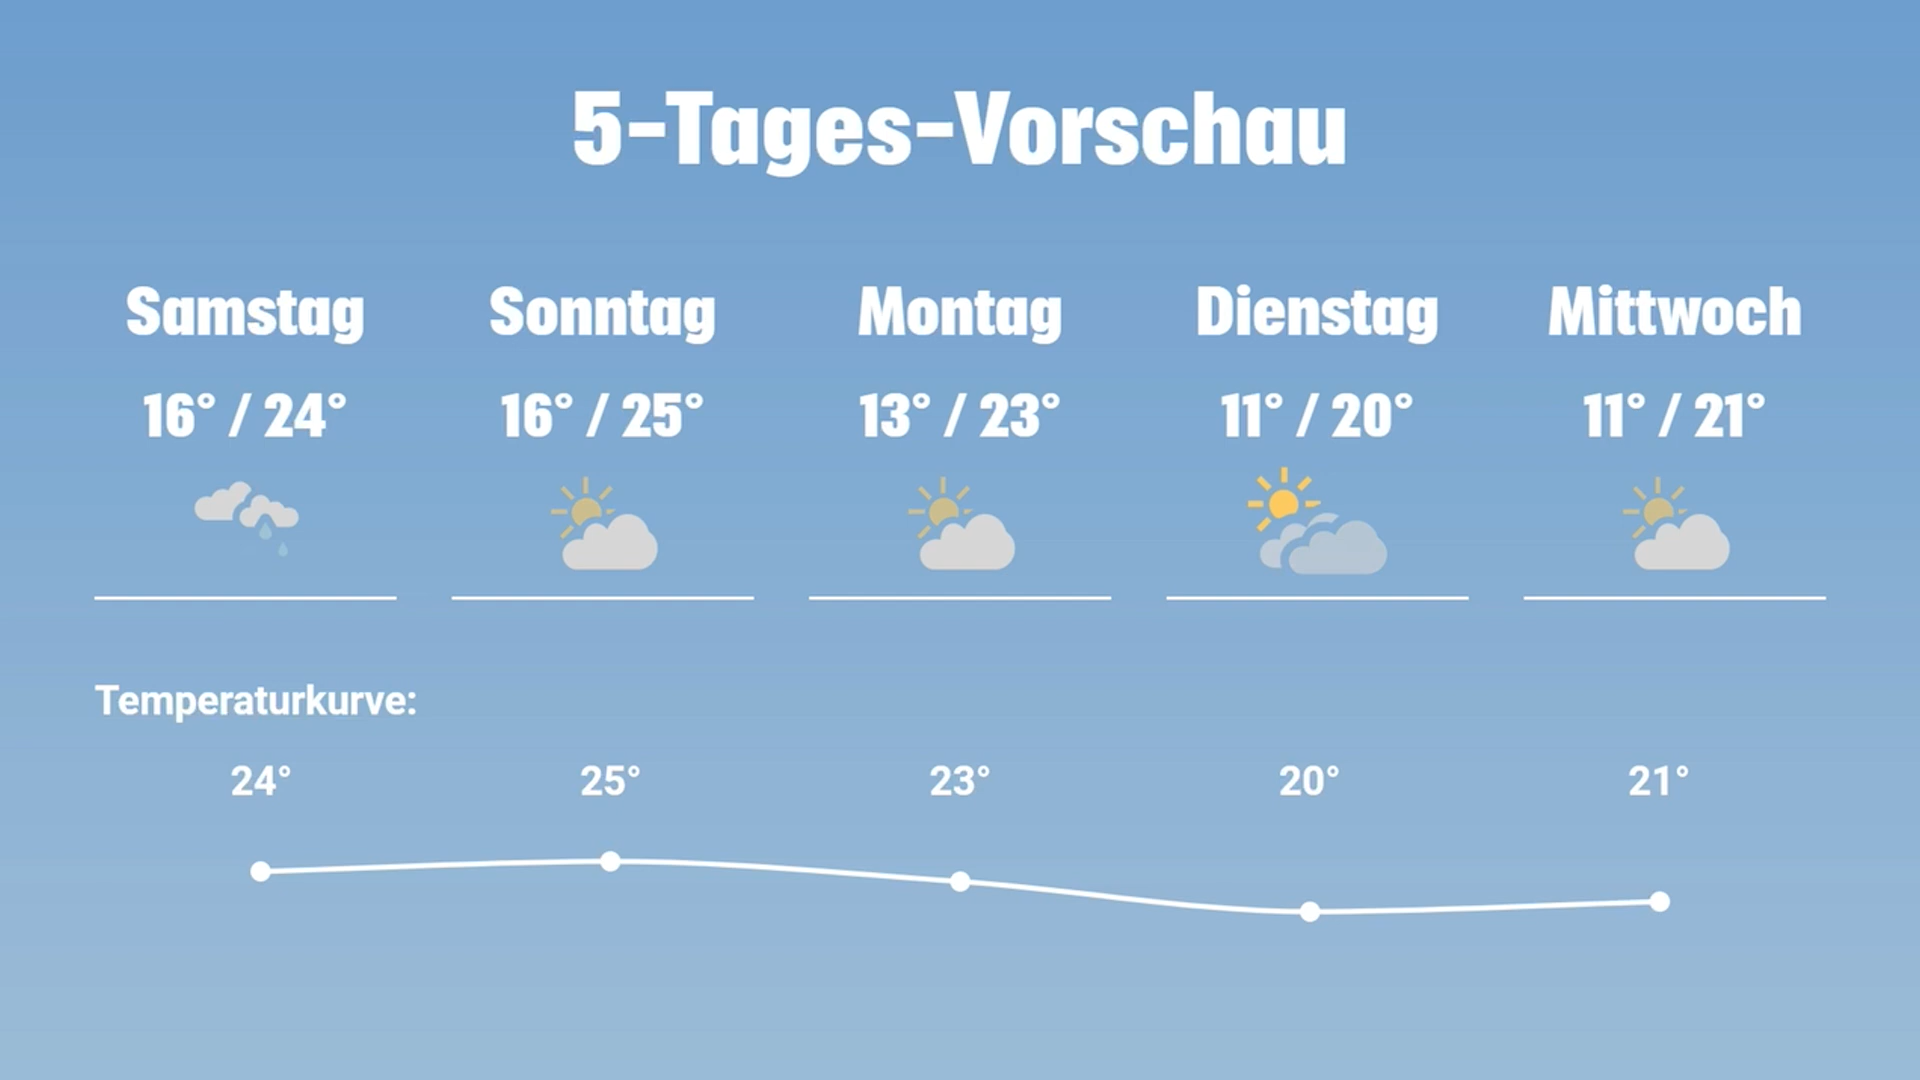 5-Tages-Vorschau
Samstag Sonntag Montag Dienstag Mittwoch
16° / 24° 16° / 25° 13° / 23° 11° / 20° 11° / 21°
Temperaturkurve:
24° 25° 23° 20° 21°